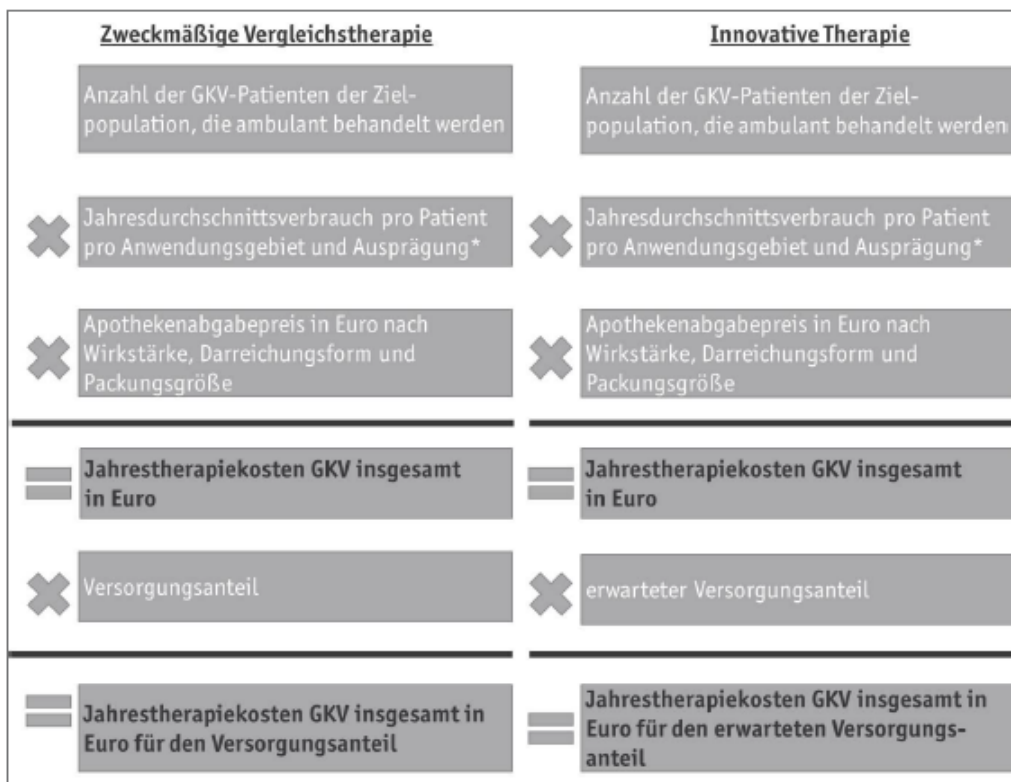 Zweckmäßige Vergleichstherapie
Anzahl der GKV-Patienten der Ziel-
population, die ambulant behandelt werden
Jahresdurchschnittsverbrauch pro Patient
pro Anwendungsgebiet und Ausprägung*
Apothekenabgabepreis in Euro nach
Wirkstärke, Darreichungsform und
Packungsgröße
Jahrestherapiekosten GKV insgesamt
in Euro
Versorgungsanteil
Jahrestherapiekosten GKV insgesamt in
Euro für den Versorgungsanteil
Innovative Therapie
Anzahl der GKV-Patienten der Ziel-
population, die ambulant behandelt werden
Jahresdurchschnittsverbrauch pro Patient
pro Anwendungsgebiet und Ausprägung*
Apothekenabgabepreis in Euro nach
Wirkstärke, Darreichungsform und
Packungsgröße
Jahrestherapiekosten GKV insgesamt
in Euro
erwarteter Versorgungsanteil
Jahrestherapiekosten GKV insgesamt in
Euro für den erwarteten Versorgungs-
anteil